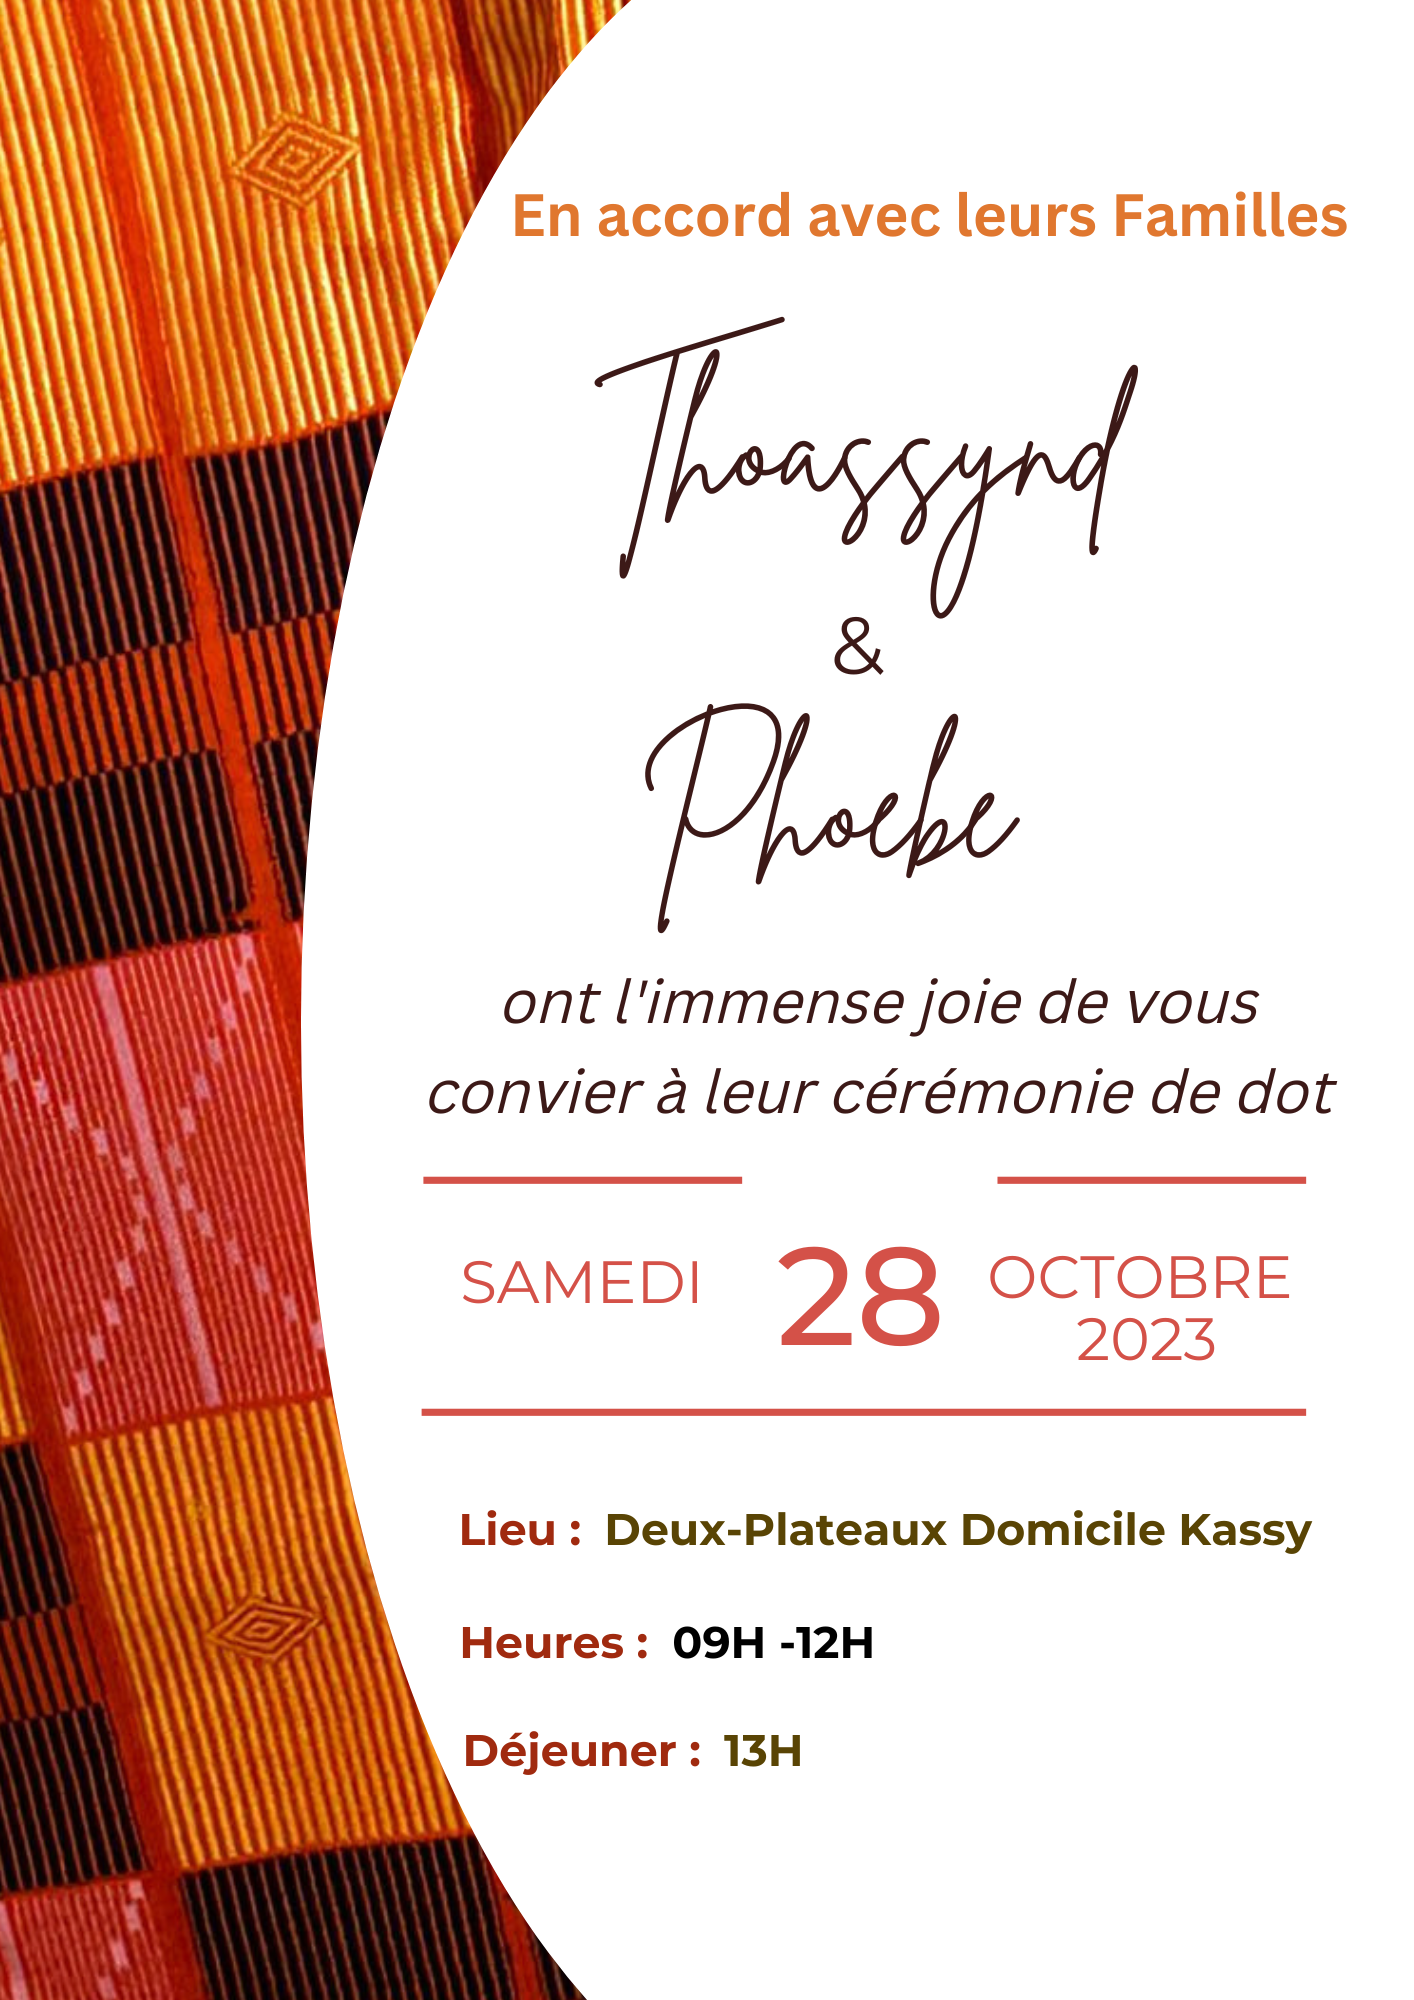 En accord avec leurs Familles
Thoassynd
&
Phoebe
ont l'immense joie de vous
convier à leur cérémonie de dot
SAMEDI 28 OCTOBRE
2023
Lieu : Deux-Plateaux Domicile Kassy
Heures : 09H -12H
Déjeuner : 13H